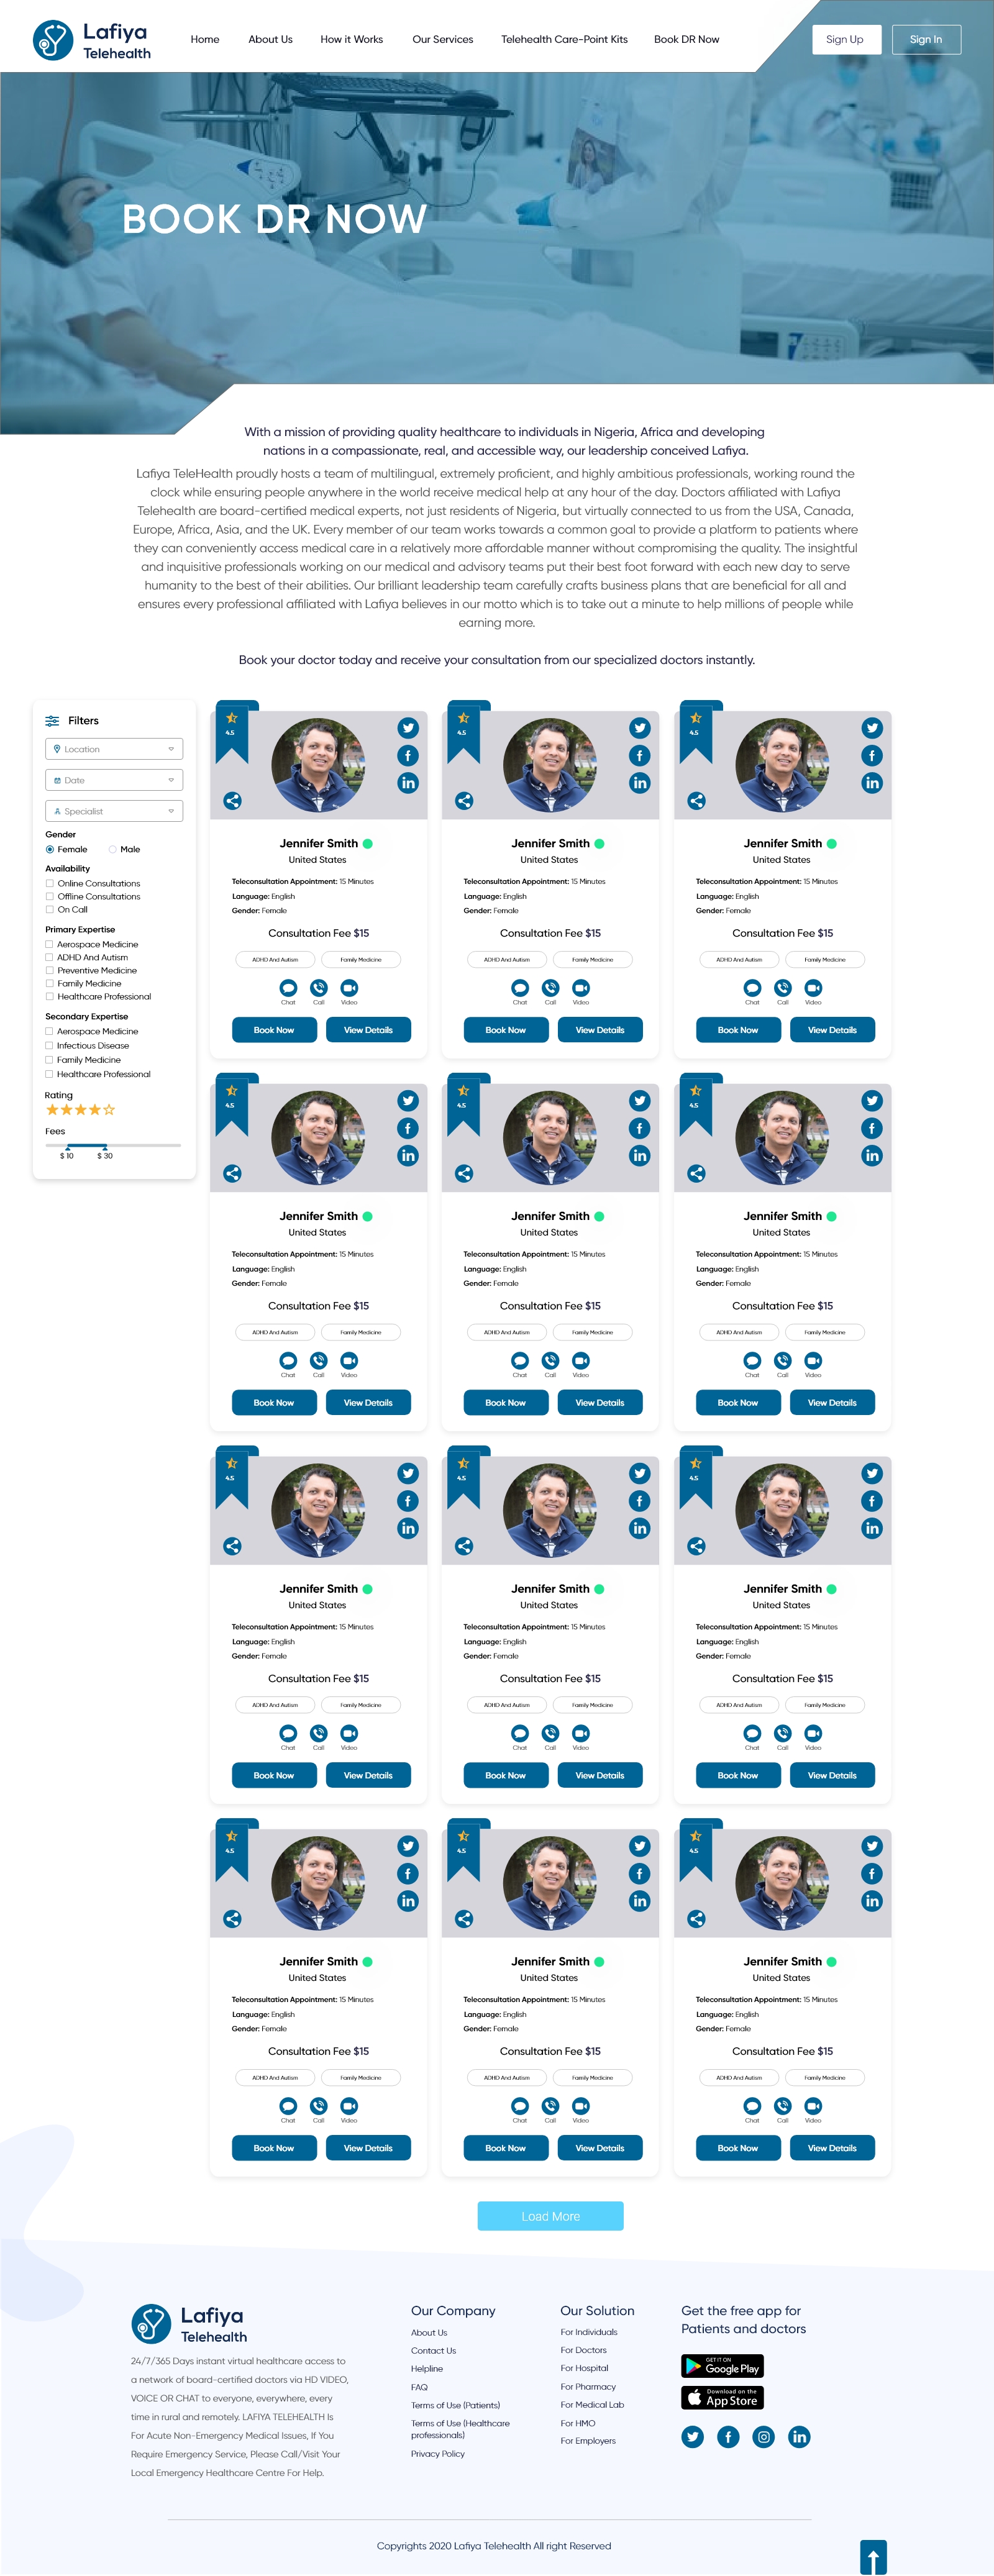 Lafiya
Telehealth
Home About Us How it Works Our Services Telehealth Care-Point Kits Book DR Now
Sign Up Sign In
BOOK DR NOW
With a mission of providing quality healthcare to individuals in Nigeria, Africa and developing
nations in a compassionate, real, and accessible way, our leadership conceived Lafiya.
Lafiya TeleHealth proudly hosts a team of multilingual, extremely proficient, and highly ambitious professionals, working round the
clock while ensuring people anywhere in the world receive medical help at any hour of the day. Doctors affiliated with Lafiya
Telehealth are board-certified medical experts, not just residents of Nigeria, but virtually connected to us from the USA, Canada,
Europe, Africa, Asia, and the UK. Every member of our team works towards a common goal to provide a platform to patients where
they can conveniently access medical care in a relatively more affordable manner without compromising the quality. The insightful
and inquisitive professionals working on our medical and advisory teams put their best foot forward with each new day to serve
humanity to the best of their abilities. Our brilliant leadership team carefully crafts business plans that are beneficial for all and
ensures every professional affiliated with Lafiya believes in our motto which is to take out a minute to help millions of people while
earning more.
Book your doctor today and receive your consultation from our specialized doctors instantly.
Filters
Location
Date
Specialist
Gender
Female Male
Availability
Online Consultations
Offline Consultations
On Call
Primary Expertise
Aerospace Medicine
ADHD And Autism
Preventive Medicine
Family Medicine
Healthcare Professional
Secondary Expertise
Aerospace Medicine
Infectious Disease
Family Medicine
Healthcare Professional
Rating
Fees
$ 10 $ 30
4.5 4.5 4.5
Jennifer Smith Jennifer Smith Jennifer Smith
United States United States United States
Teleconsultation Appointment: 15 Minutes Teleconsultation Appointment: 15 Minutes Teleconsultation Appointment: 15 Minutes
Language: English Language: English Language: English
Gender: Female Gender: Female Gender: Female
Consultation Fee $15 Consultation Fee $15 Consultation Fee $15
ADHD And Autism Family Medicine ADHD And Autism Family Medicine ADHD And Autism Family Medicine
Chat Call Video Chat Call Video Chat Call Video
Book Now View Details Book Now View Details Book Now View Details
4.5 4.5 4.5
Jennifer Smith Jennifer Smith Jennifer Smith
United States United States United States
Teleconsultation Appointment: 15 Minutes Teleconsultation Appointment: 15 Minutes Teleconsultation Appointment: 15 Minutes
Language: English Language: English Language: English
Gender: Female Gender: Female Gender: Female
Consultation Fee $15 Consultation Fee $15 Consultation Fee $15
ADHD And Autism Family Medicine ADHD And Autism Family Medicine ADHD And Autism Family Medicine
Chat Call Video Chat Call Video Chat Call Video
Book Now View Details Book Now View Details Book Now View Details
4.5 4.5 4.5
Jennifer Smith Jennifer Smith Jennifer Smith
United States United States United States
Teleconsultation Appointment: 15 Minutes Teleconsultation Appointment: 15 Minutes Teleconsultation Appointment: 15 Minutes
Language: English Language: English Language: English
Gender: Female Gender: Female Gender: Female
Consultation Fee $15 Consultation Fee $15 Consultation Fee $15
ADHD And Autism Family Medicine ADHD And Autism Family Medicine ADHD And Autism Family Medicine
Chat Call Video Chat Call Video Chat Call Video
Book Now View Details Book Now View Details Book Now View Details
4.5 4.5 4.5
Jennifer Smith Jennifer Smith Jennifer Smith
United States United States United States
Teleconsultation Appointment: 15 Minutes Teleconsultation Appointment: 15 Minutes Teleconsultation Appointment: 15 Minutes
Language: English Language: English Language: English
Gender: Female Gender: Female Gender: Female
Consultation Fee $15 Consultation Fee $15 Consultation Fee $15
ADHD And Autism Family Medicine ADHD And Autism Family Medicine ADHD And Autism Family Medicine
Chat Call Video Chat Call Video Chat Call Video
Book Now View Details Book Now View Details Book Now View Details
Load More
Lafiya
Telehealth
24/7/365 Days instant virtual healthcare access to
a network of board-certified doctors via HD VIDEO,
VOICE OR CHAT to everyone, everywhere, every
time in rural and remotely. LAFIYA TELEHEALTH Is
For Acute Non-Emergency Medical Issues, If You
Require Emergency Service, Please Call/Visit Your
Local Emergency Healthcare Centre For Help.
Our Company
About Us
Contact Us
Helpline
FAQ
Terms of Use (Patients)
Terms of Use (Healthcare
professionals)
Privacy Policy
Our Solution
For Individuals
For Doctors
For Hospital
For Pharmacy
For Medical Lab
For HMO
For Employers
Get the free app for
Patients and doctors
GET IT ON
Google Play
Download on the
App Store
Copyrights 2020 Lafiya Telehealth All right Reserved